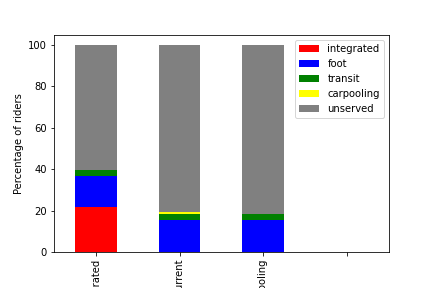 100
80
60
40
20
0
Percentage of riders
integrated
foot
transit
carpooling
unserved
rated
urrent
ooling